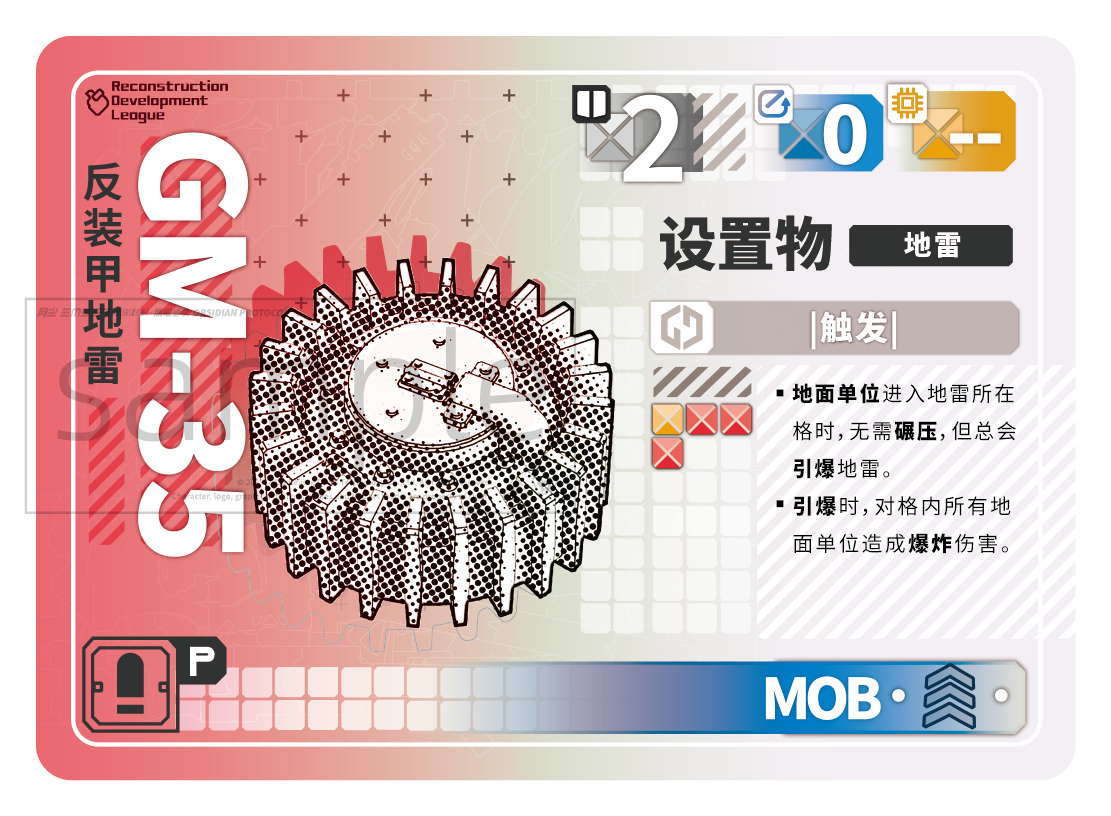 Reconstruction
Development
League
反装甲地雷
GM-35
2
0
--
设置物
地雷
|触发|
▪ 地面单位进入地雷所在
格时,无需碾压,但总会
引爆地雷。
▪ 引爆时,对格内所有地
面单位造成爆炸伤害。
sample
OBSIDIAN PROTOCOL
P
MOB